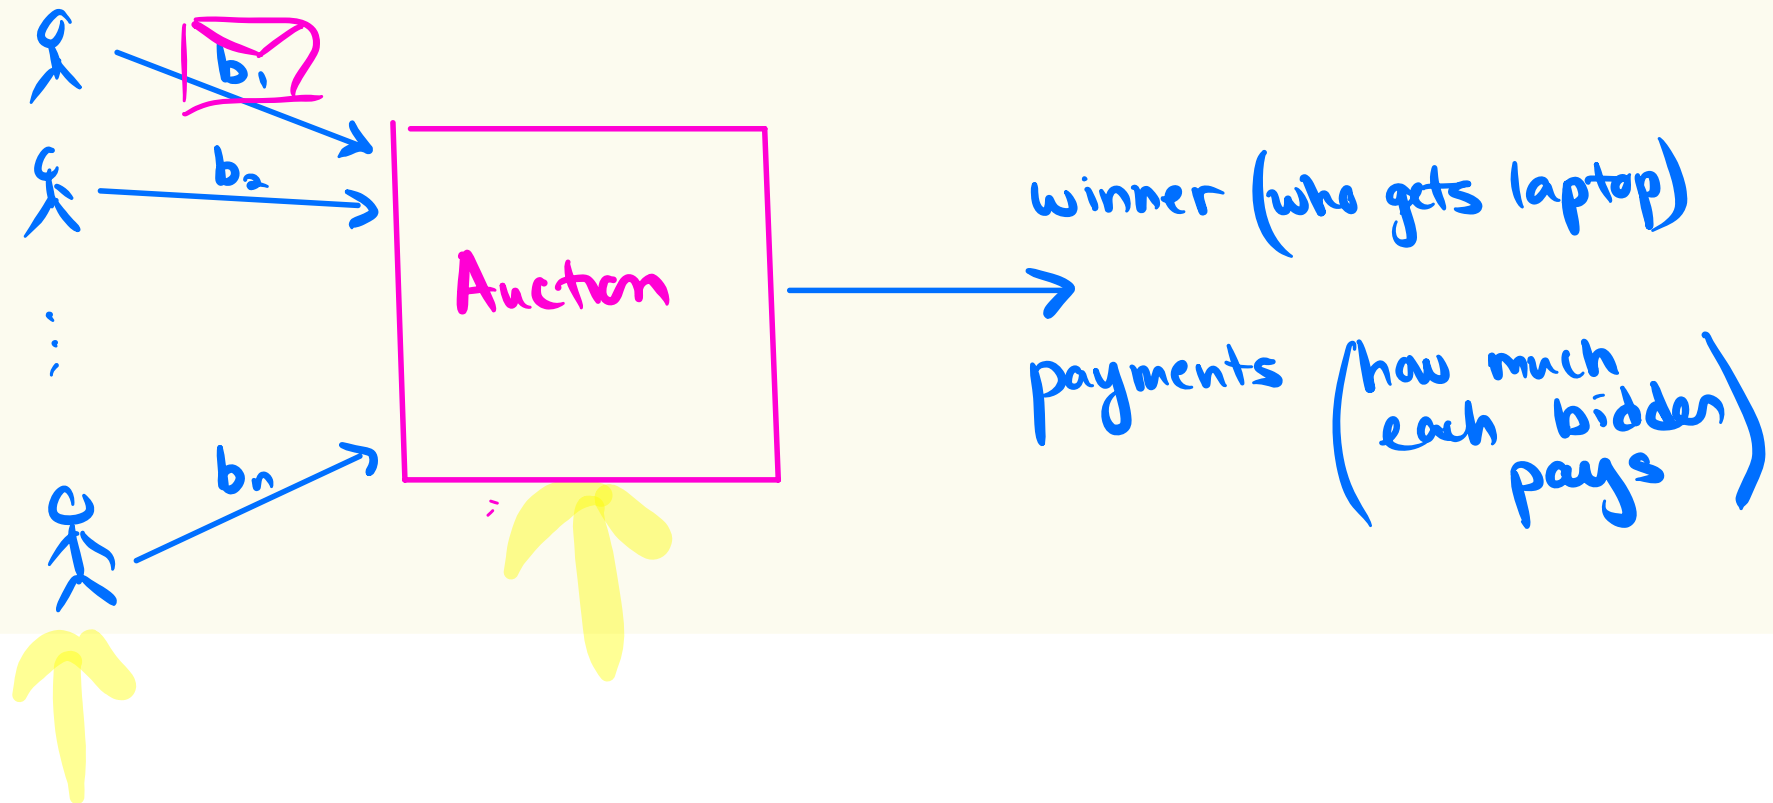 b₁
b₂
Auction
winner (who gets laptop)
payments (how much
each bidder
pays)
bₙ